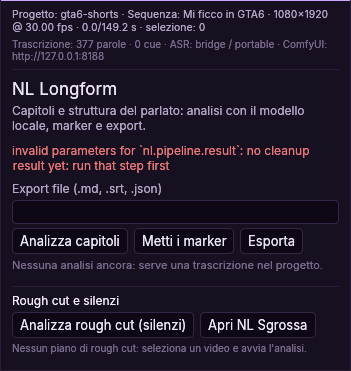 Progetto: gta6-shorts · Sequenza: Mi ficco in GTA6 · 1080×1920
@ 30.00 fps · 0.0/149.2 s · selezione: 0
Trascrizione: 377 parole · 0 cue · ASR: bridge / portable · ComfyUI:
http://127.0.0.1:8188
NL Longform
Capitoli e struttura del parlato: analisi con il modello
locale, marker e export.
invalid parameters for `nl.pipeline.result`: no cleanup
result yet: run that step first
Export file (.md, .srt, .json)
Analizza capitoli Metti i marker Esporta
Nessuna analisi ancora: serve una trascrizione nel progetto.
Rough cut e silenzi
Analizza rough cut (silenzi) Apri NL Sgrossa
Nessun piano di rough cut: seleziona un video e avvia l'analisi.